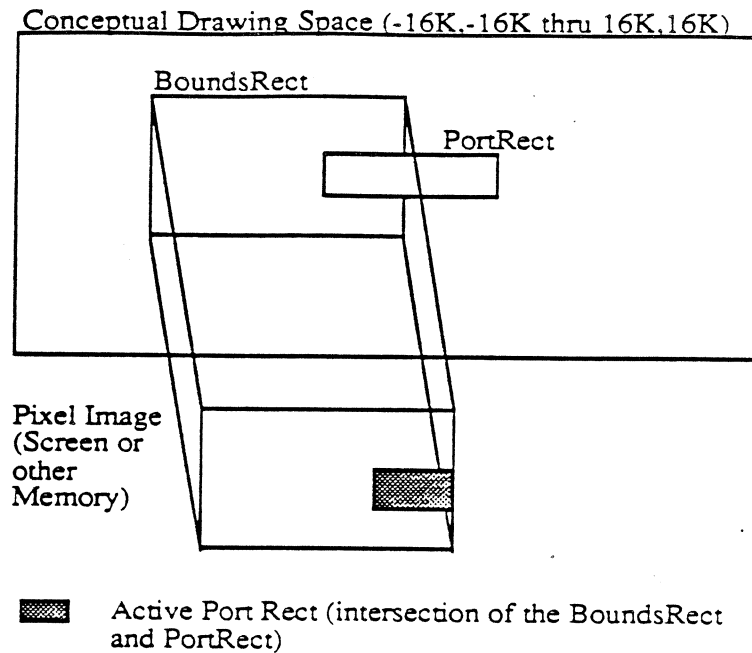 Conceptual Drawing Space (-16K,-16K thru 16K,16K)
BoundsRect
PortRect
Pixel Image
(Screen or
other
Memory)
Active Port Rect (intersection of the BoundsRect
and PortRect)